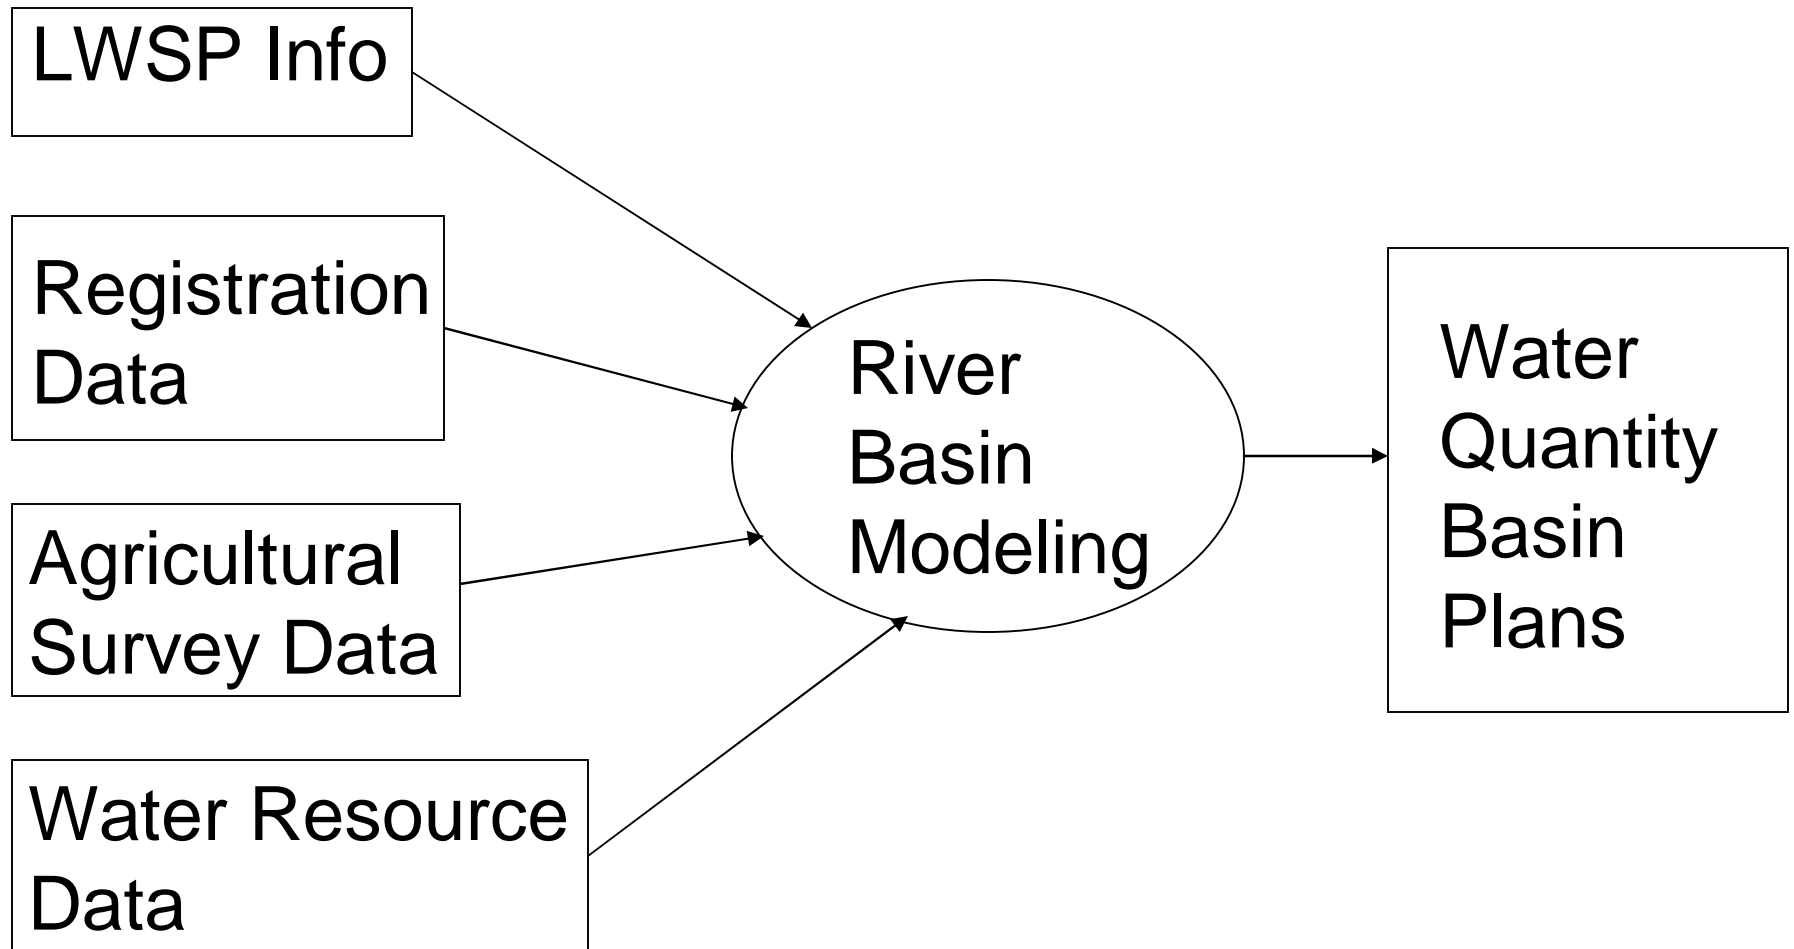 LWSP Info
Registration
Data
Agricultural
Survey Data
Water Resource
Data
River
Basin
Modeling
Water
Quantity
Basin
Plans